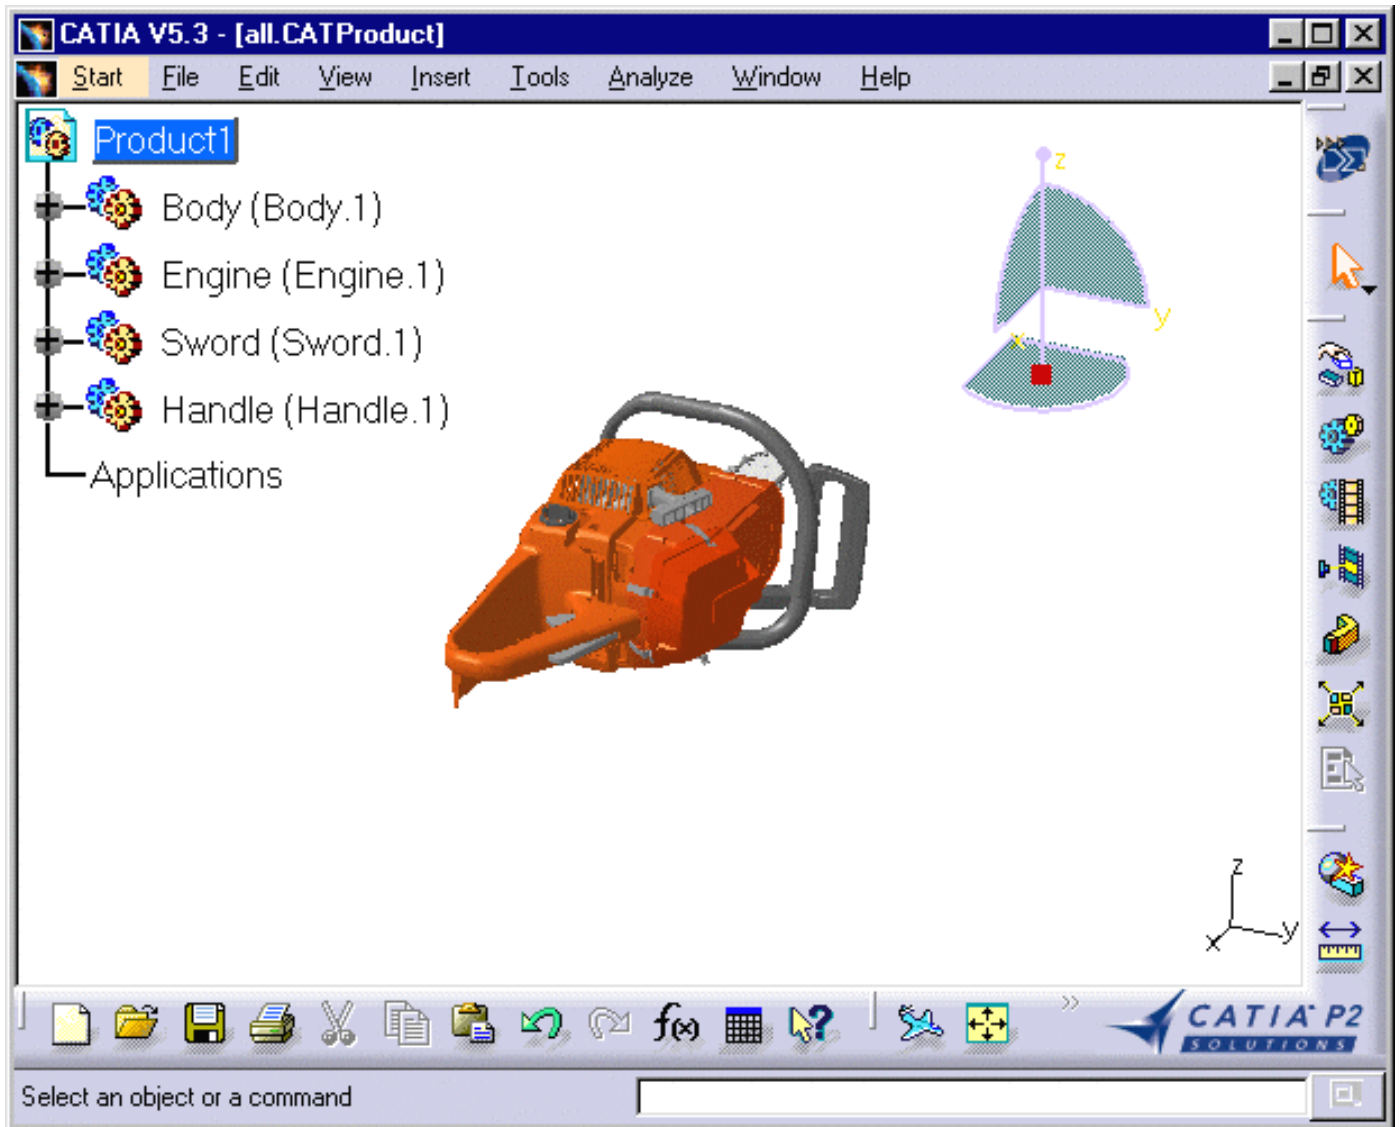 CATIA V5.3 - [all.CATProduct]
Start File Edit View Insert Tools Analyze Window Help
Product1
Body (Body.1)
Engine (Engine.1)
Sword (Sword.1)
Handle (Handle.1)
Applications
z
y
x
z
y
x
f(x)
?
»
CATIA P2
SOLUTIONS
Select an object or a command